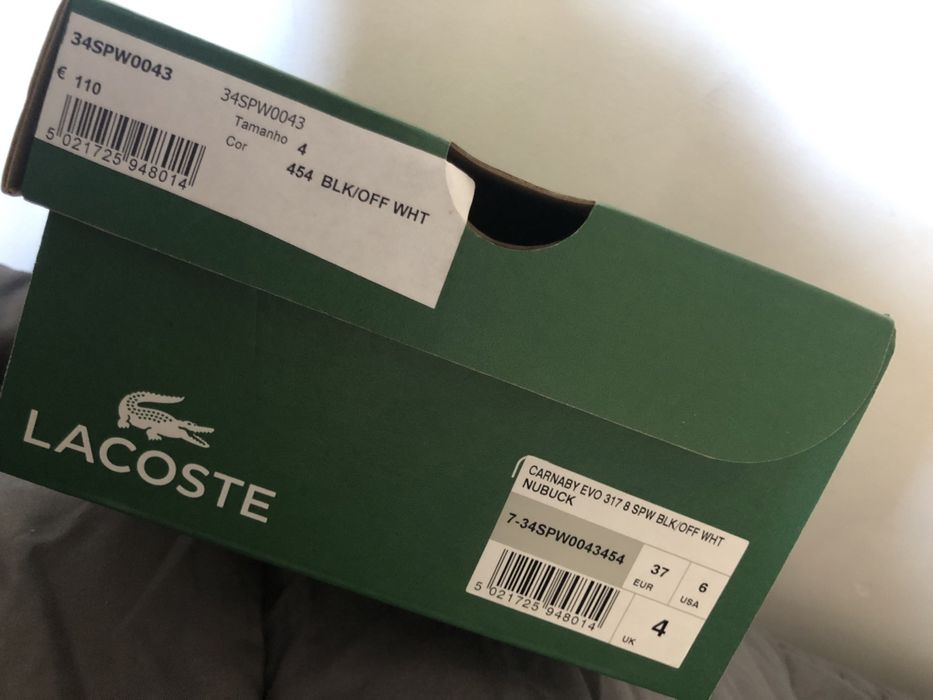 34SPW0043
€ 110
5 021725 948014
34SPW0043
Tamanho 4
Cor
454 BLK/OFF WHT
LACOSTE
CARNABY EVO 317 8 SPW BLK/OFF WHT
NUBUCK
7-34SPW0043454
37
EUR
6
USA
5 021725 948014
UK
4